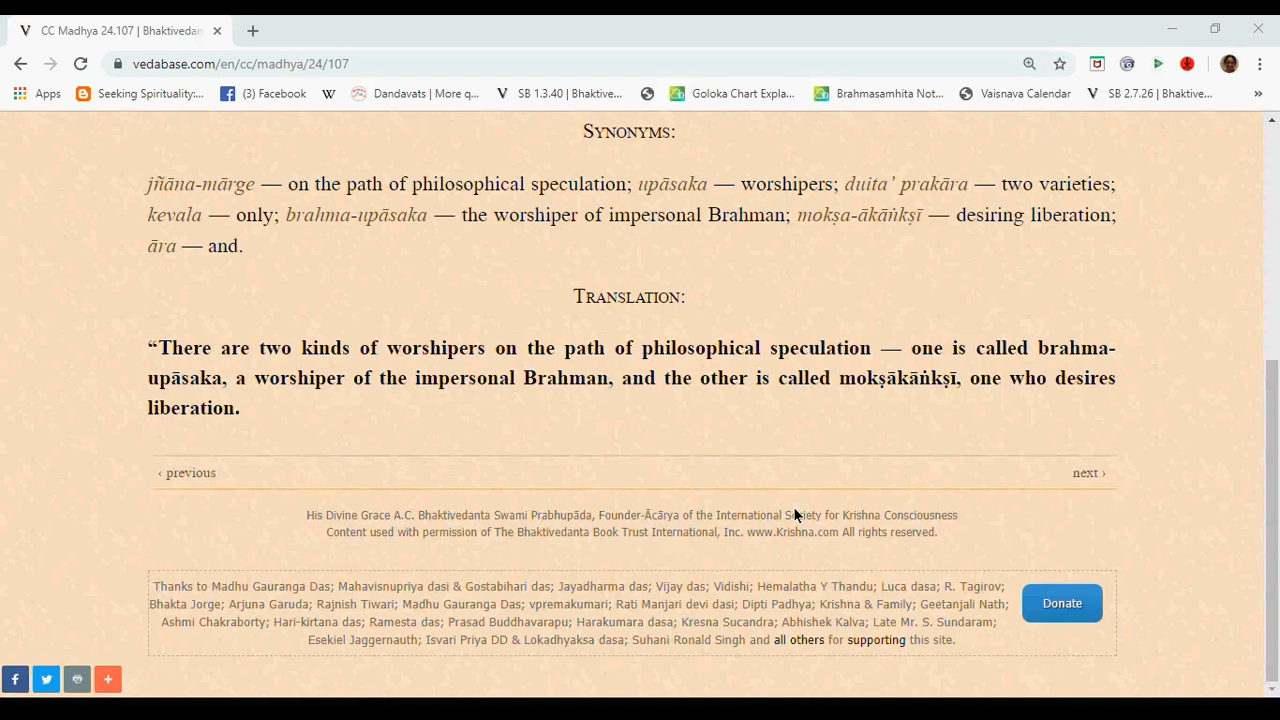 CC Madhya 24.107 | Bhaktivedan
vedabase.com/en/cc/madhya/24/107
Apps Seeking Spirituality:... (3) Facebook Dandavats | More q... SB 1.3.40 | Bhaktive... Goloka Chart Expla... Brahmasamhita Not... Vaisnava Calendar SB 2.7.26 | Bhaktive... »
SYNONYMS:
jñāna-mārge — on the path of philosophical speculation; upāsaka — worshipers; duita’ prakāra — two varieties;
kevala — only; brahma-upāsaka — the worshiper of impersonal Brahman; mokṣa-ākāṅkṣī — desiring liberation;
āra — and.
TRANSLATION:
“There are two kinds of worshipers on the path of philosophical speculation — one is called brahma-
upāsaka, a worshiper of the impersonal Brahman, and the other is called mokṣākāṅkṣī, one who desires
liberation.
‹ previous next ›
His Divine Grace A.C. Bhaktivedanta Swami Prabhupāda, Founder-Ācārya of the International Society for Krishna Consciousness
Content used with permission of The Bhaktivedanta Book Trust International, Inc. www.Krishna.com All rights reserved.
Thanks to Madhu Gauranga Das; Mahavisnupriya dasi & Gostabihari das; Jayadharma das; Vijay das; Vidishi; Hemalatha Y Thandu; Luca dasa; R. Tagirov;
Bhakta Jorge; Arjuna Garuda; Rajnish Tiwari; Madhu Gauranga Das; vpremakumari; Rati Manjari devi dasi; Dipti Padhya; Krishna & Family; Geetanjali Nath;
Ashmi Chakraborty; Hari-kirtana das; Ramesta das; Prasad Buddhavarapu; Harakumara dasa; Kresna Sucandra; Abhishek Kalva; Late Mr. S. Sundaram;
Esekiel Jaggernauth; Isvari Priya DD & Lokadhyaksa dasa; Suhani Ronald Singh and all others for supporting this site.
Donate